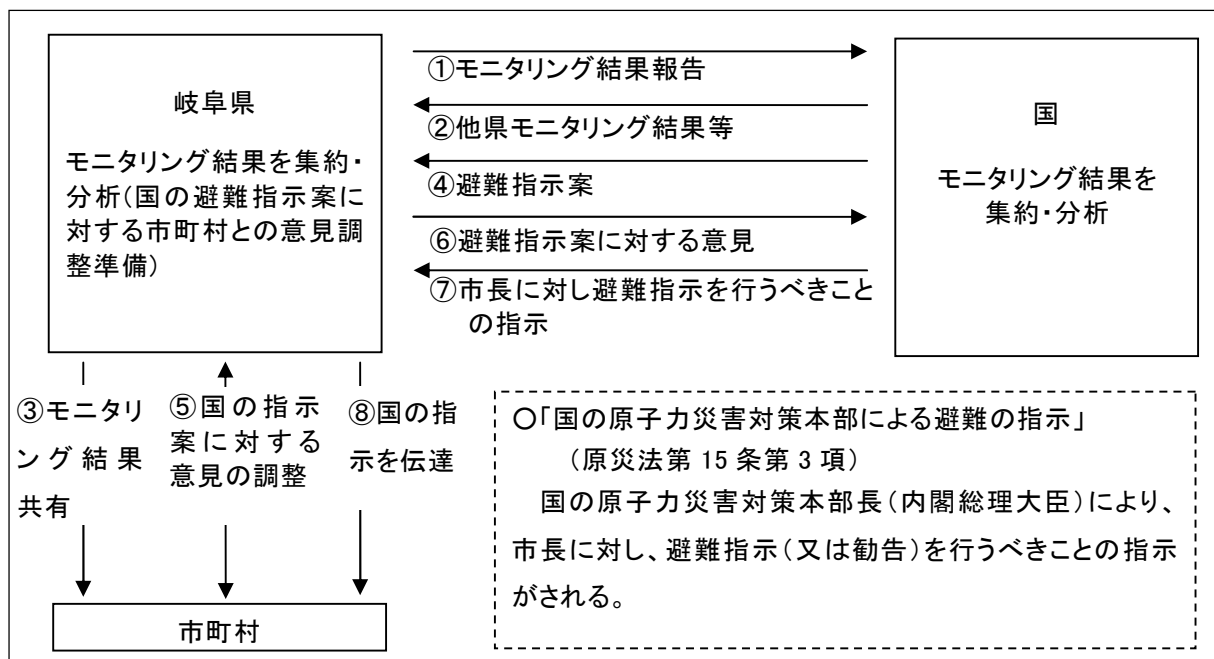 岐阜県
モニタリング結果を集約・
分析(国の避難指示案に
対する市町村との意見調
整準備)
①モニタリング結果報告
②他県モニタリング結果等
④避難指示案
⑥避難指示案に対する意見
⑦市長に対し避難指示を行うべきこと
の指示
国
モニタリング結果を
集約・分析
③モニタリ
ング結果
共有
⑤国の指示
案に対する
意見の調整
⑧国の指
示を伝達
市町村
○「国の原子力災害対策本部による避難の指示」
(原災法第 15 条第 3 項)
国の原子力災害対策本部長(内閣総理大臣)により、
市長に対し、避難指示(又は勧告)を行うべきことの指示
がされる。